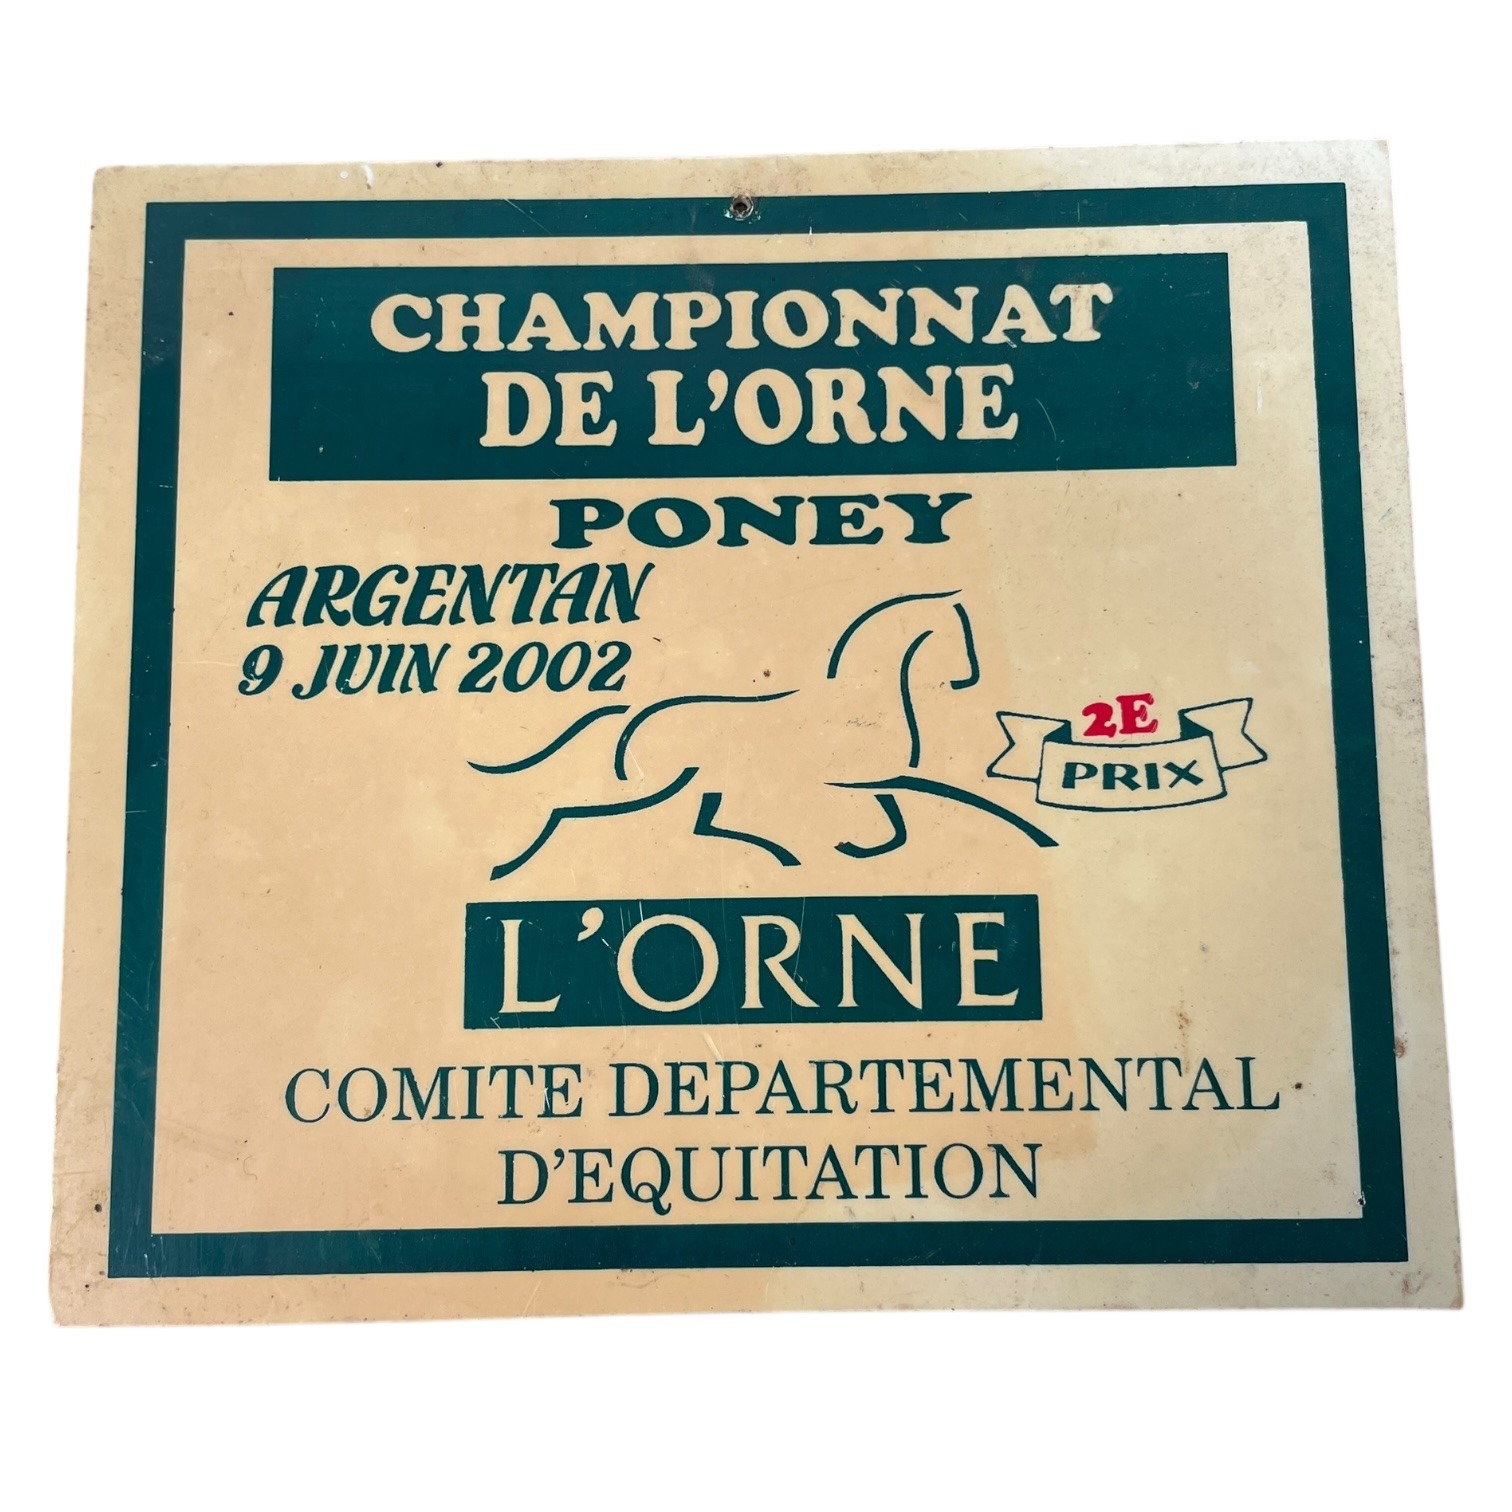 CHAMPIONNAT
DE L'ORNE
PONEY
ARGENTAN
9 JUIN 2002
2E
PRIX
L'ORNE
COMITE DEPARTEMENTAL
D'EQUITATION